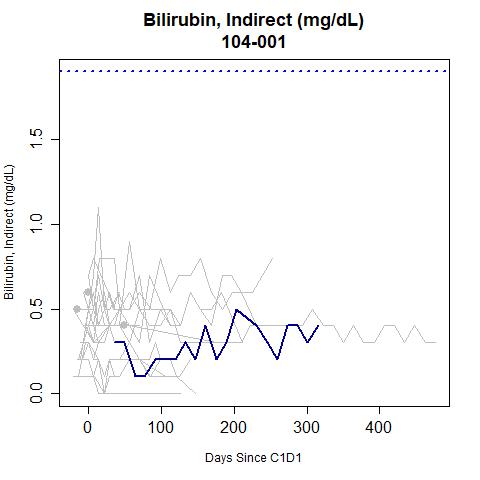 Bilirubin, Indirect (mg/dL)
104-001
Bilirubin, Indirect (mg/dL)
1.5
1.0
0.5
0.0
0 100 200 300 400
Days Since C1D1